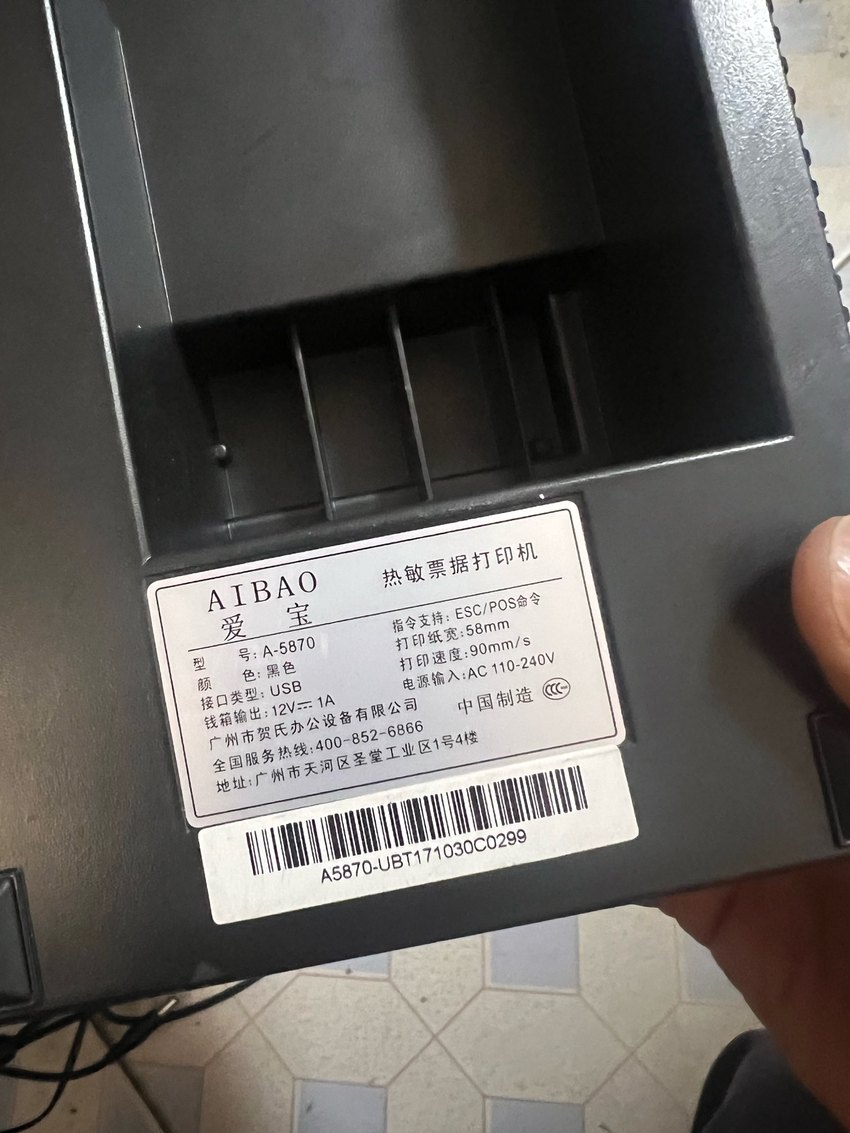 AIBAO
爱宝
热敏票据打印机
型号:A-5870
颜色:黑色
接口类型:USB
钱箱输出:12V⎓1A
指令支持:ESC/POS命令
打印纸宽:58mm
打印速度:90mm/s
电源输入:AC 110-240V
广州市贺氏办公设备有限公司
中国制造
CCC
全国服务热线:400-852-6866
地址:广州市天河区圣堂工业区1号4楼
A5870-UBT171030C0299